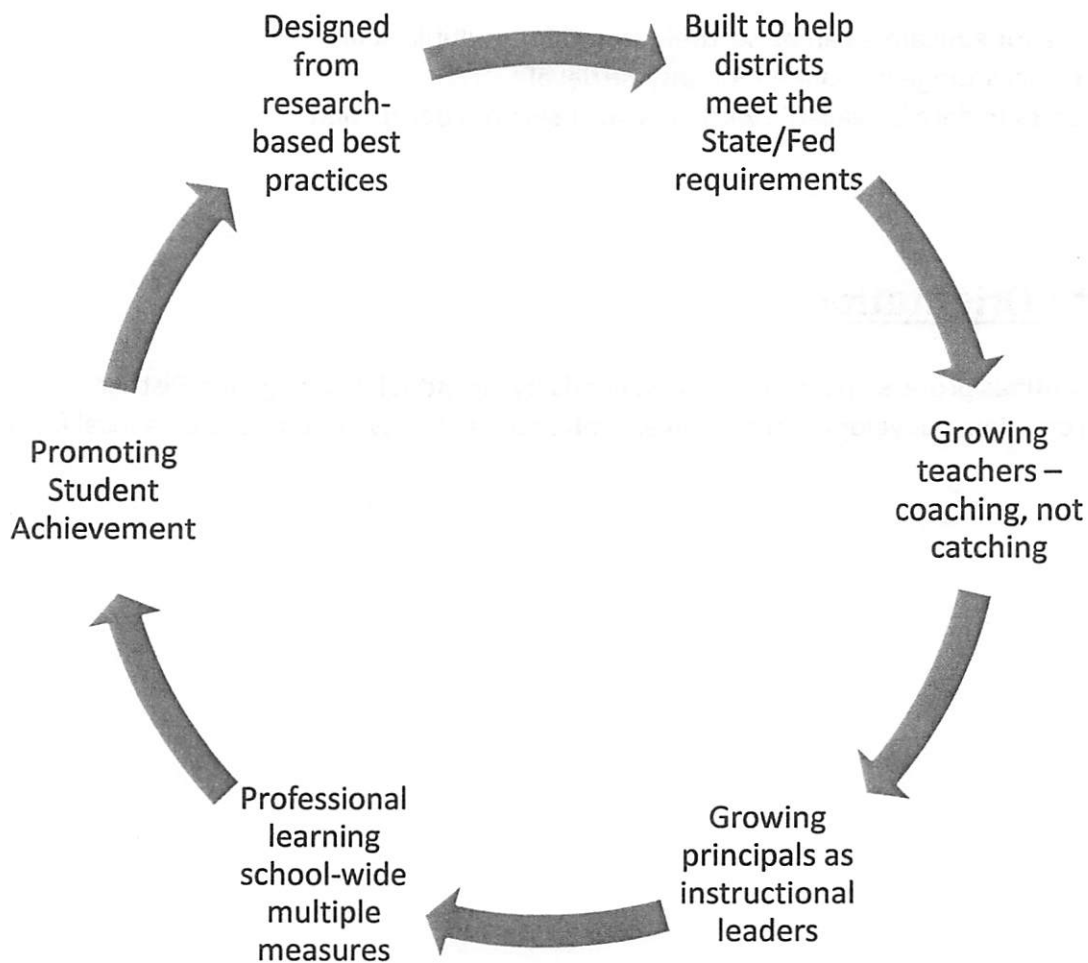 Designed
from
research-
based best
practices
Built to help
districts
meet the
State/Fed
requirements
Growing
teachers –
coaching, not
catching
Growing
principals as
instructional
leaders
Professional
learning
school-wide
multiple
measures
Promoting
Student
Achievement